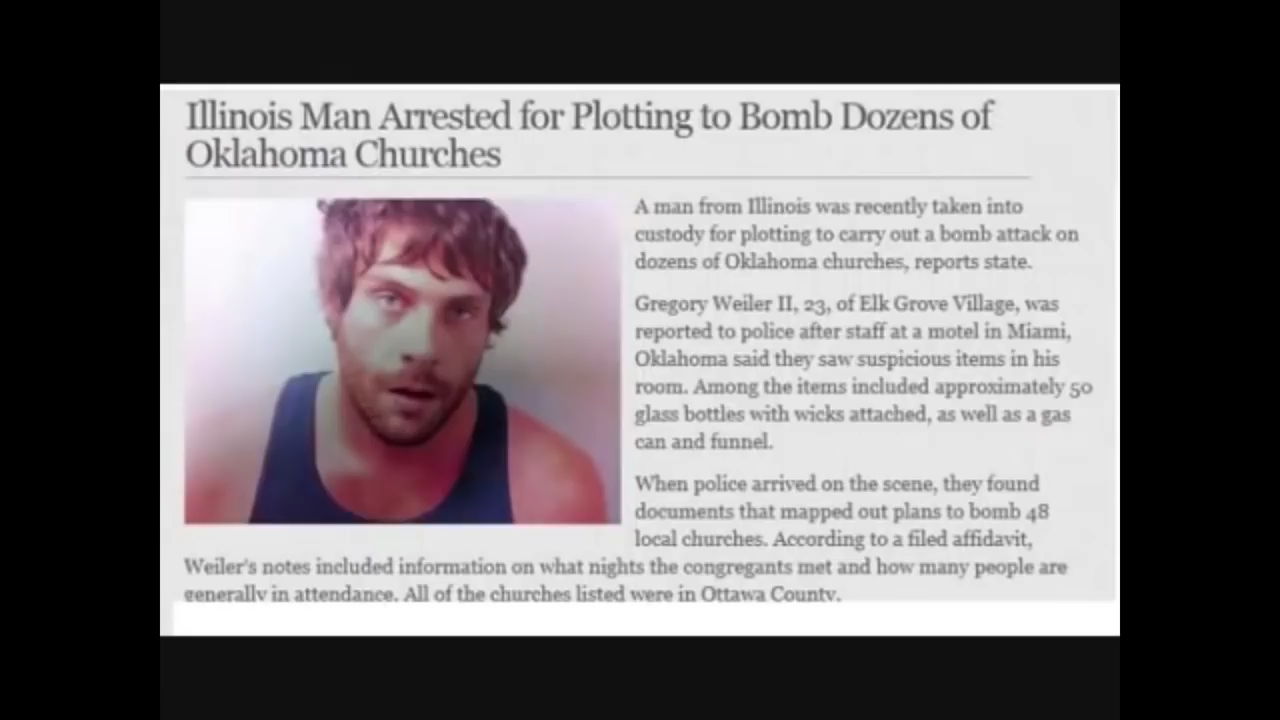 Illinois Man Arrested for Plotting to Bomb Dozens of
Oklahoma Churches
A man from Illinois was recently taken into
custody for plotting to carry out a bomb attack on
dozens of Oklahoma churches, reports state.
Gregory Weiler II, 23, of Elk Grove Village, was
reported to police after staff at a motel in Miami,
Oklahoma said they saw suspicious items in his
room. Among the items included approximately 50
glass bottles with wicks attached, as well as a gas
can and funnel.
When police arrived on the scene, they found
documents that mapped out plans to bomb 48
local churches. According to a filed affidavit,
Weiler's notes included information on what nights the congregants met and how many people are
generally in attendance. All of the churches listed were in Ottawa County.